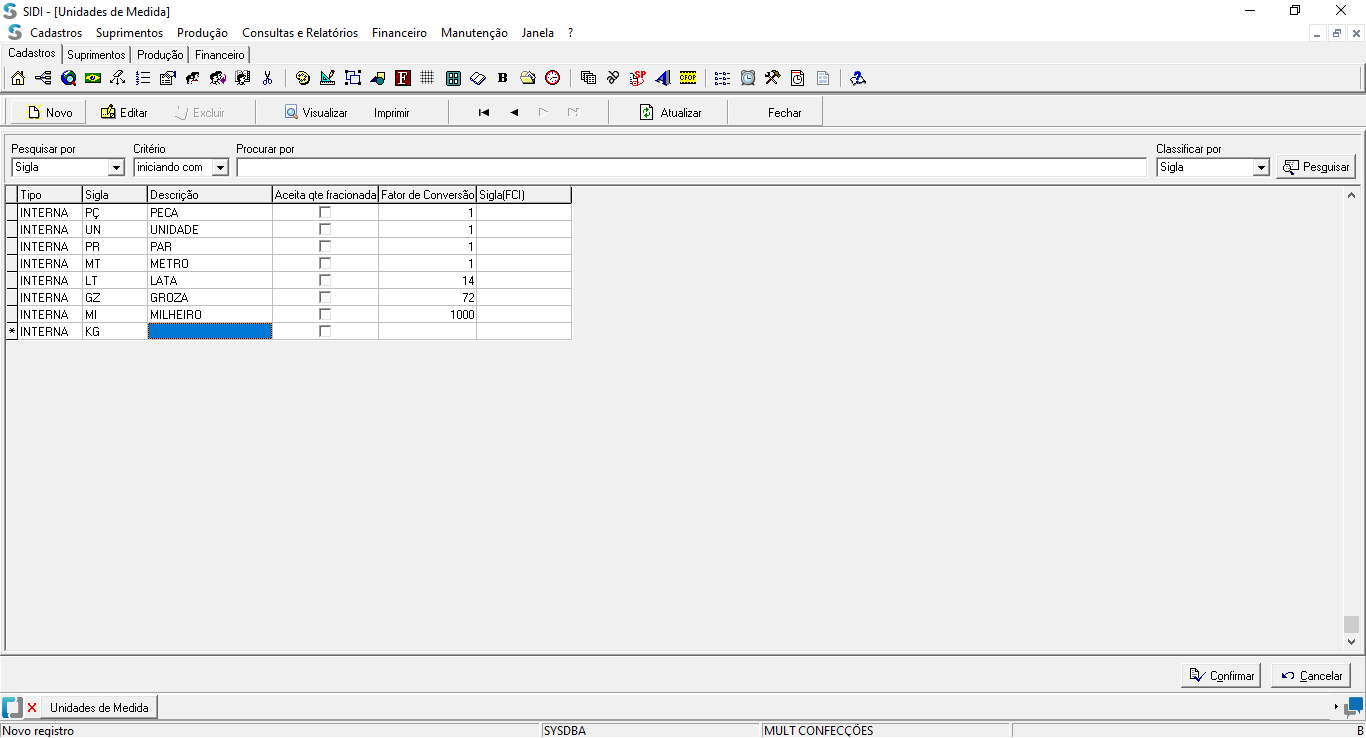 SIDI - [Unidades de Medida]
Cadastros Suprimentos Produção Consultas e Relatórios Financeiro Manutenção Janela ?
Cadastros Suprimentos Produção Financeiro
F B SP CFOP
Novo Editar Excluir Visualizar Imprimir Atualizar Fechar
Pesquisar por Critério Procurar por Classificar por
Sigla iniciando com Sigla Pesquisar
Tipo Sigla Descrição Aceita qte fracionada Fator de Conversão Sigla(FCI)
INTERNA PÇ PECA 1
INTERNA UN UNIDADE 1
INTERNA PR PAR 1
INTERNA MT METRO 1
INTERNA LT LATA 14
INTERNA GZ GROZA 72
INTERNA MI MILHEIRO 1000
* INTERNA KG
Confirmar Cancelar
Unidades de Medida
Novo registro SYSDBA MULT CONFECÇÕES B